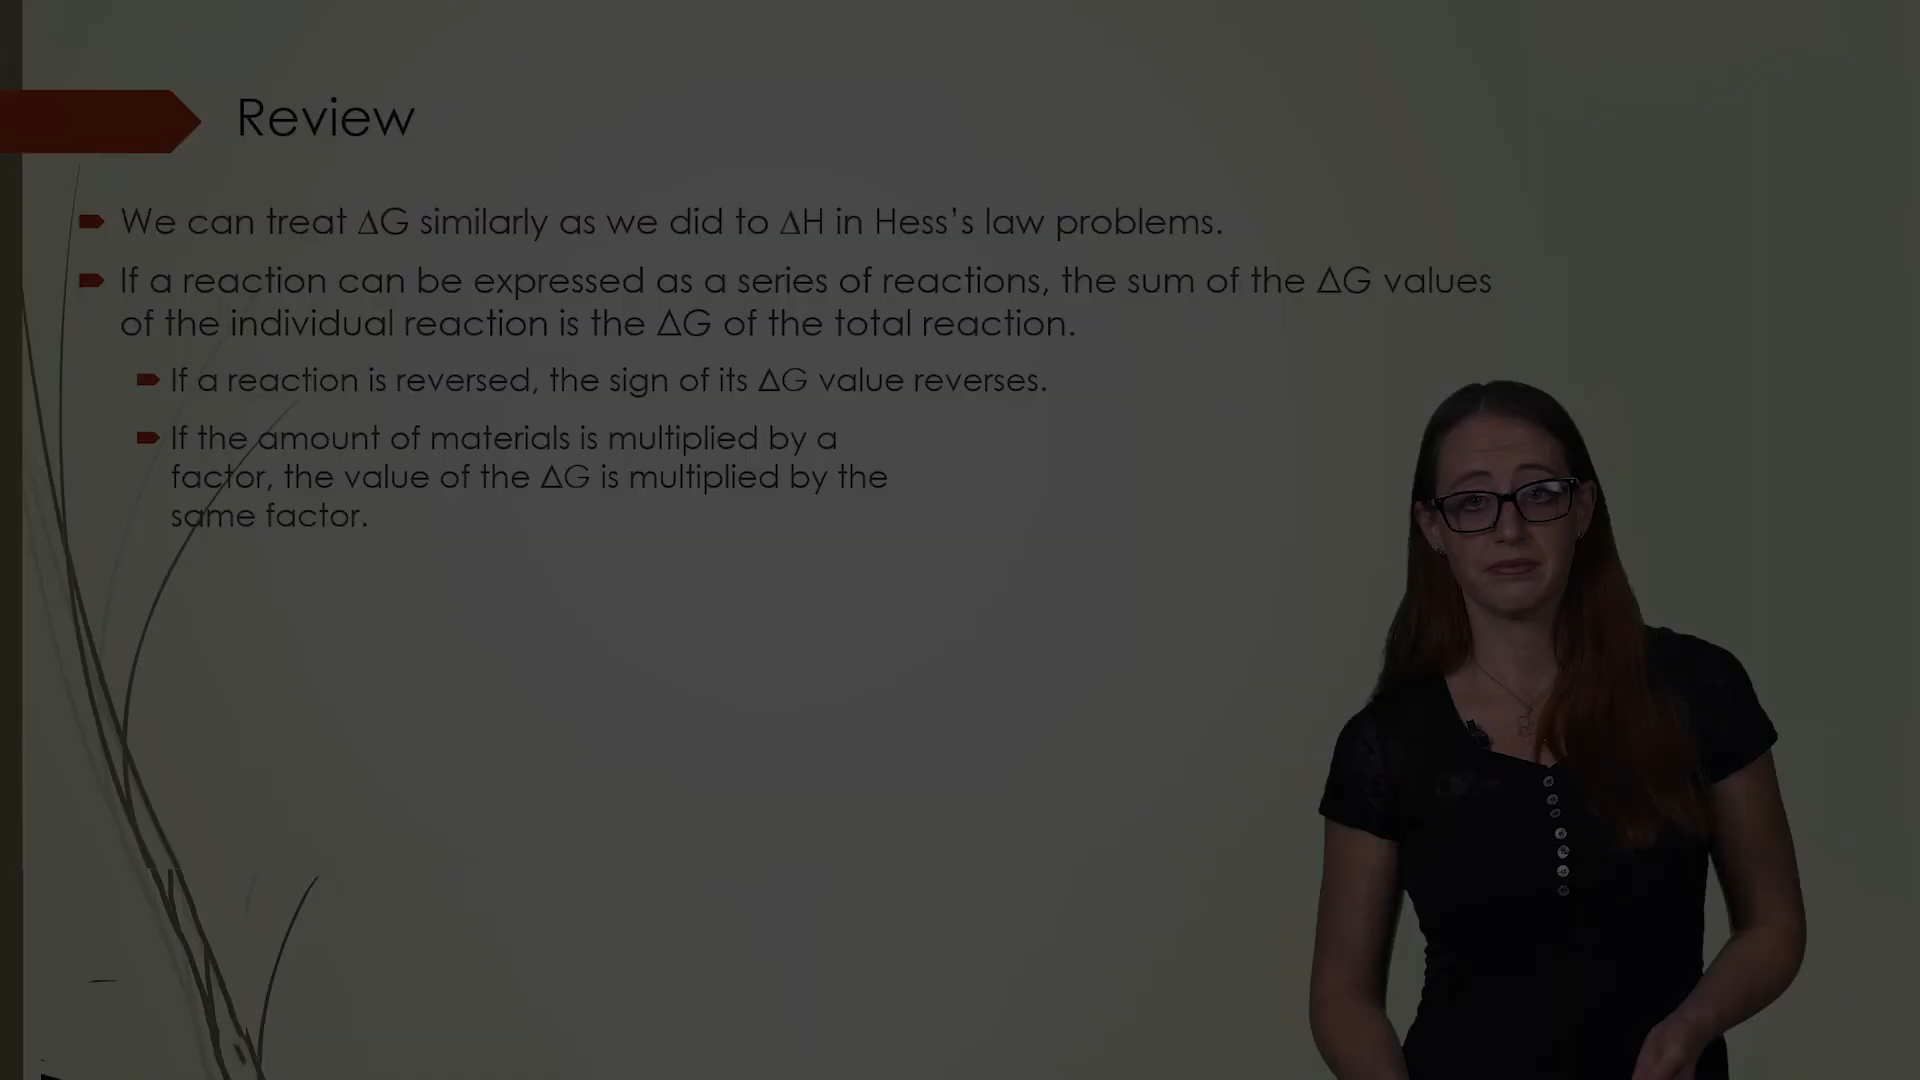 Review
We can treat ΔG similarly as we did to ΔH in Hess’s law problems.
If a reaction can be expressed as a series of reactions, the sum of the ΔG values
of the individual reaction is the ΔG of the total reaction.
If a reaction is reversed, the sign of its ΔG value reverses.
If the amount of materials is multiplied by a
factor, the value of the ΔG is multiplied by the
same factor.